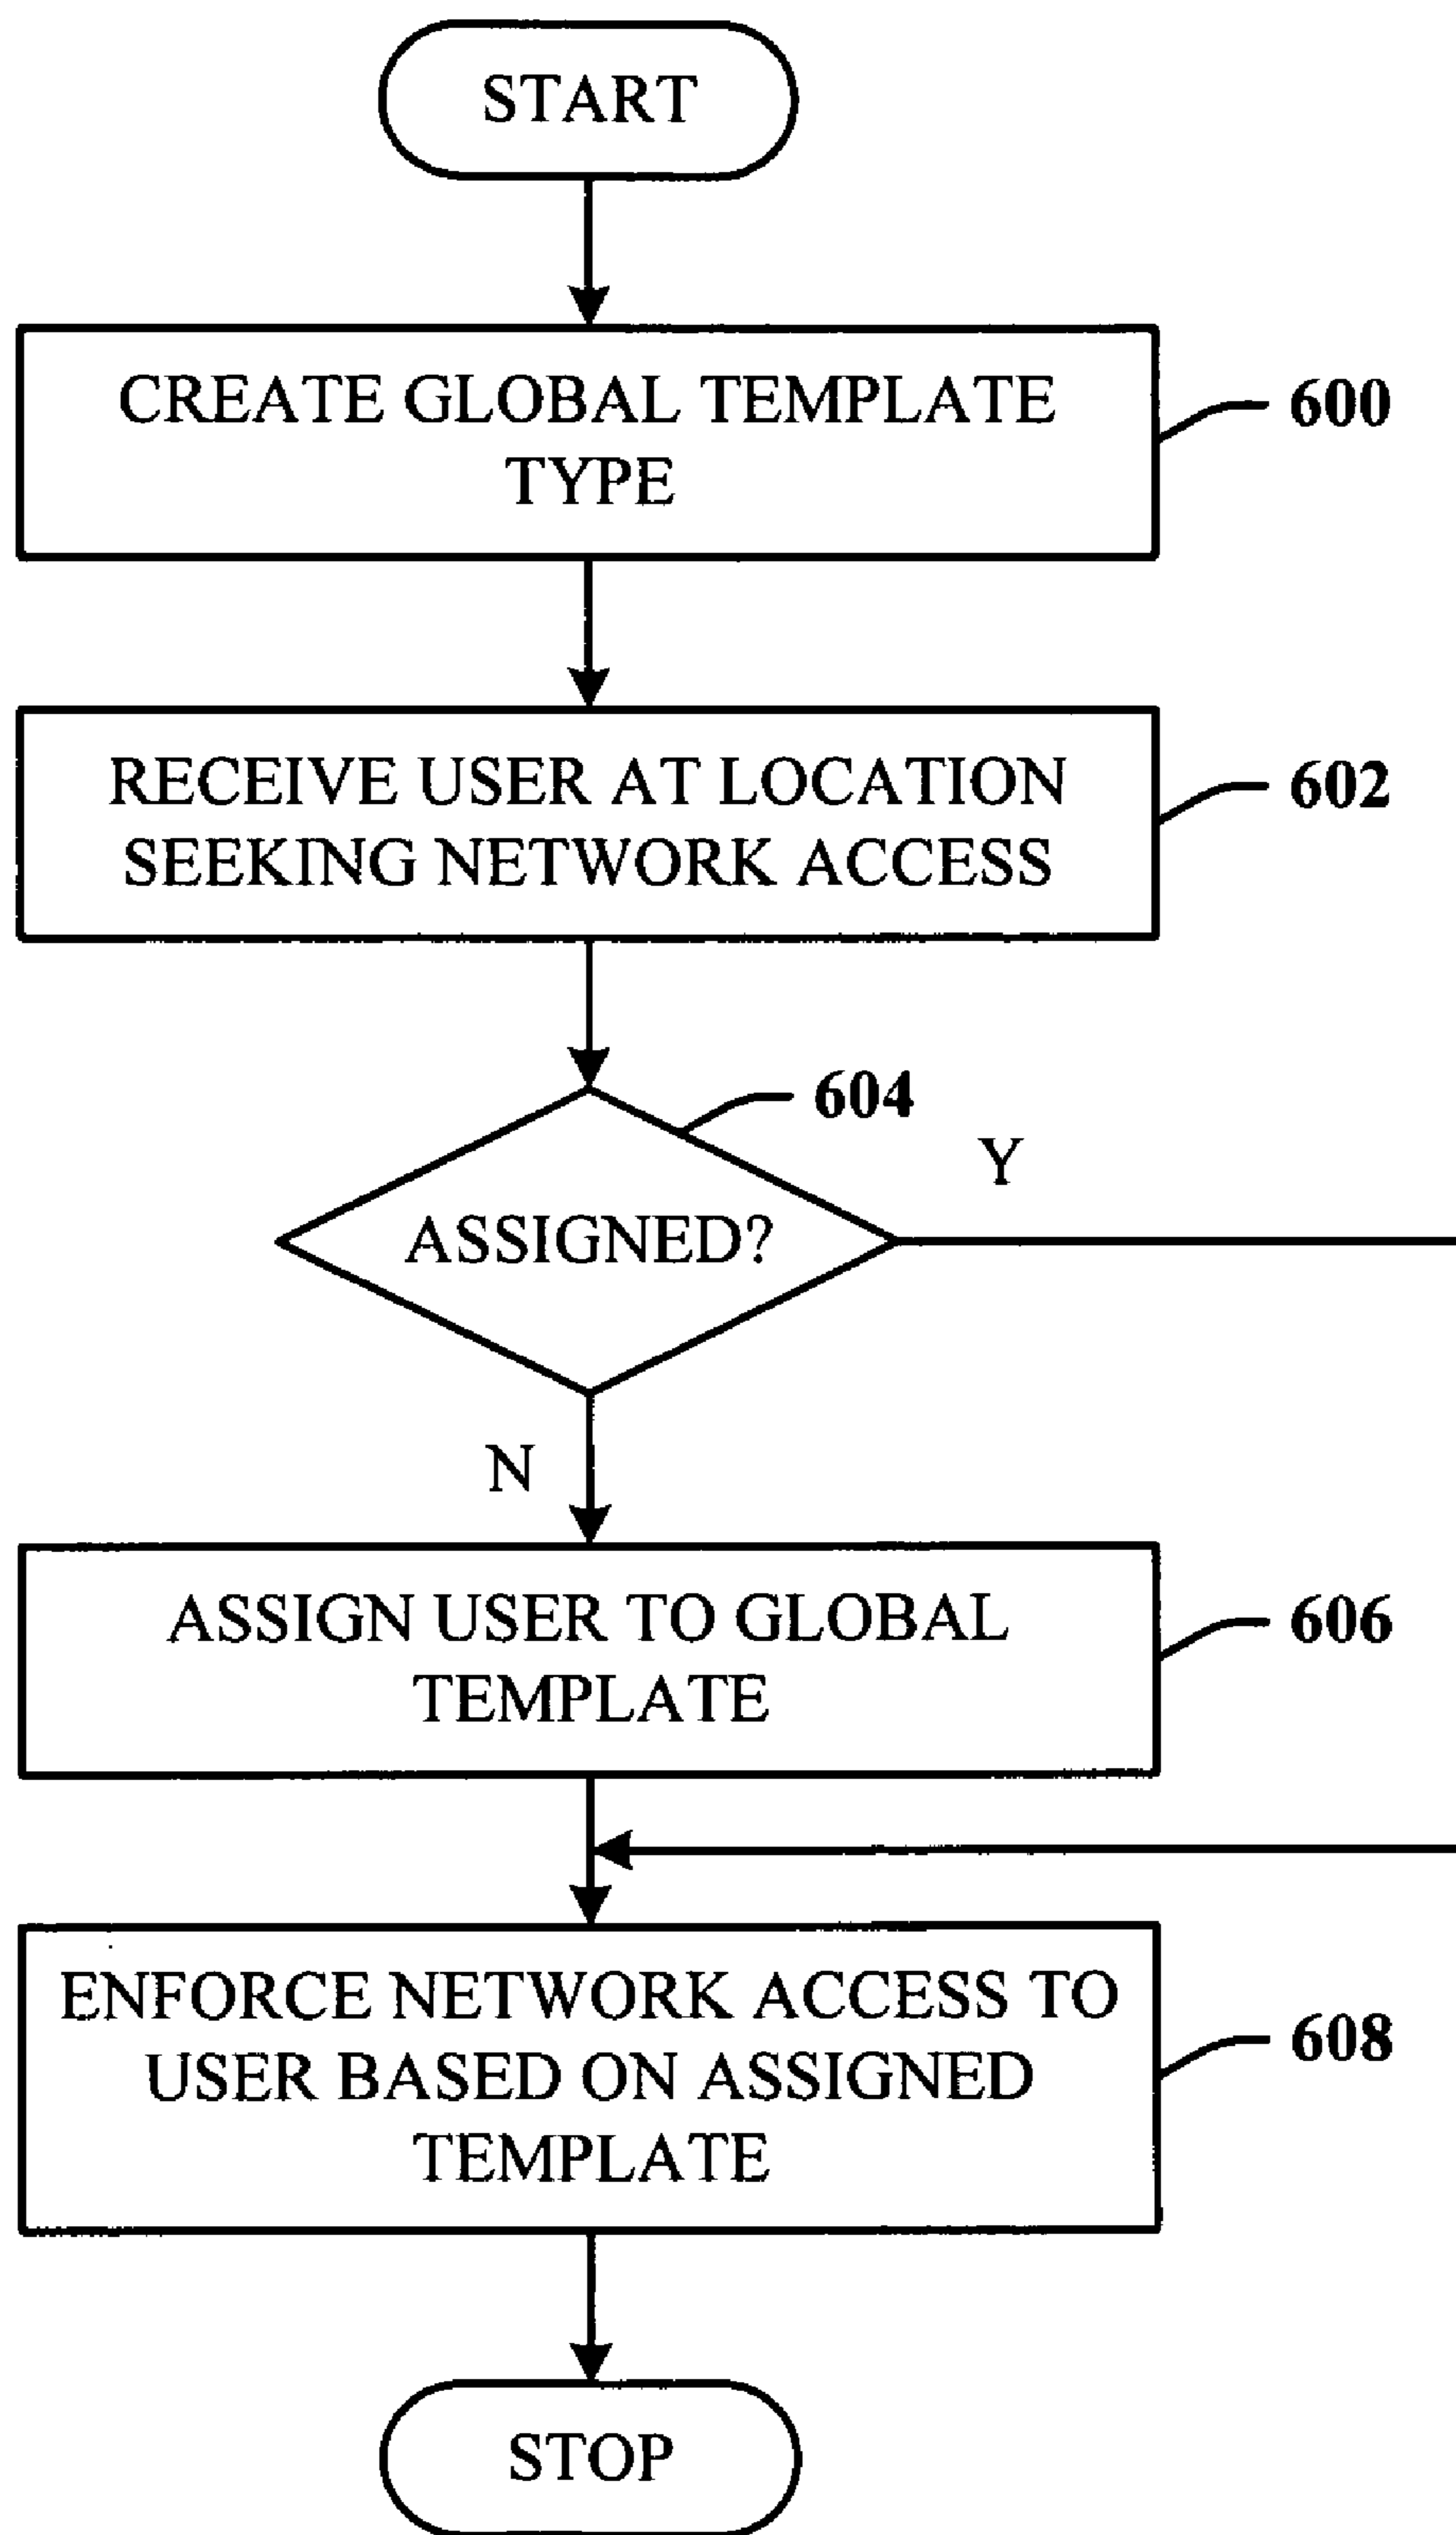 START
CREATE GLOBAL TEMPLATE
TYPE
600
RECEIVE USER AT LOCATION
SEEKING NETWORK ACCESS
602
604
Y
ASSIGNED?
N
ASSIGN USER TO GLOBAL
TEMPLATE
606
ENFORCE NETWORK ACCESS TO
USER BASED ON ASSIGNED
TEMPLATE
608
STOP